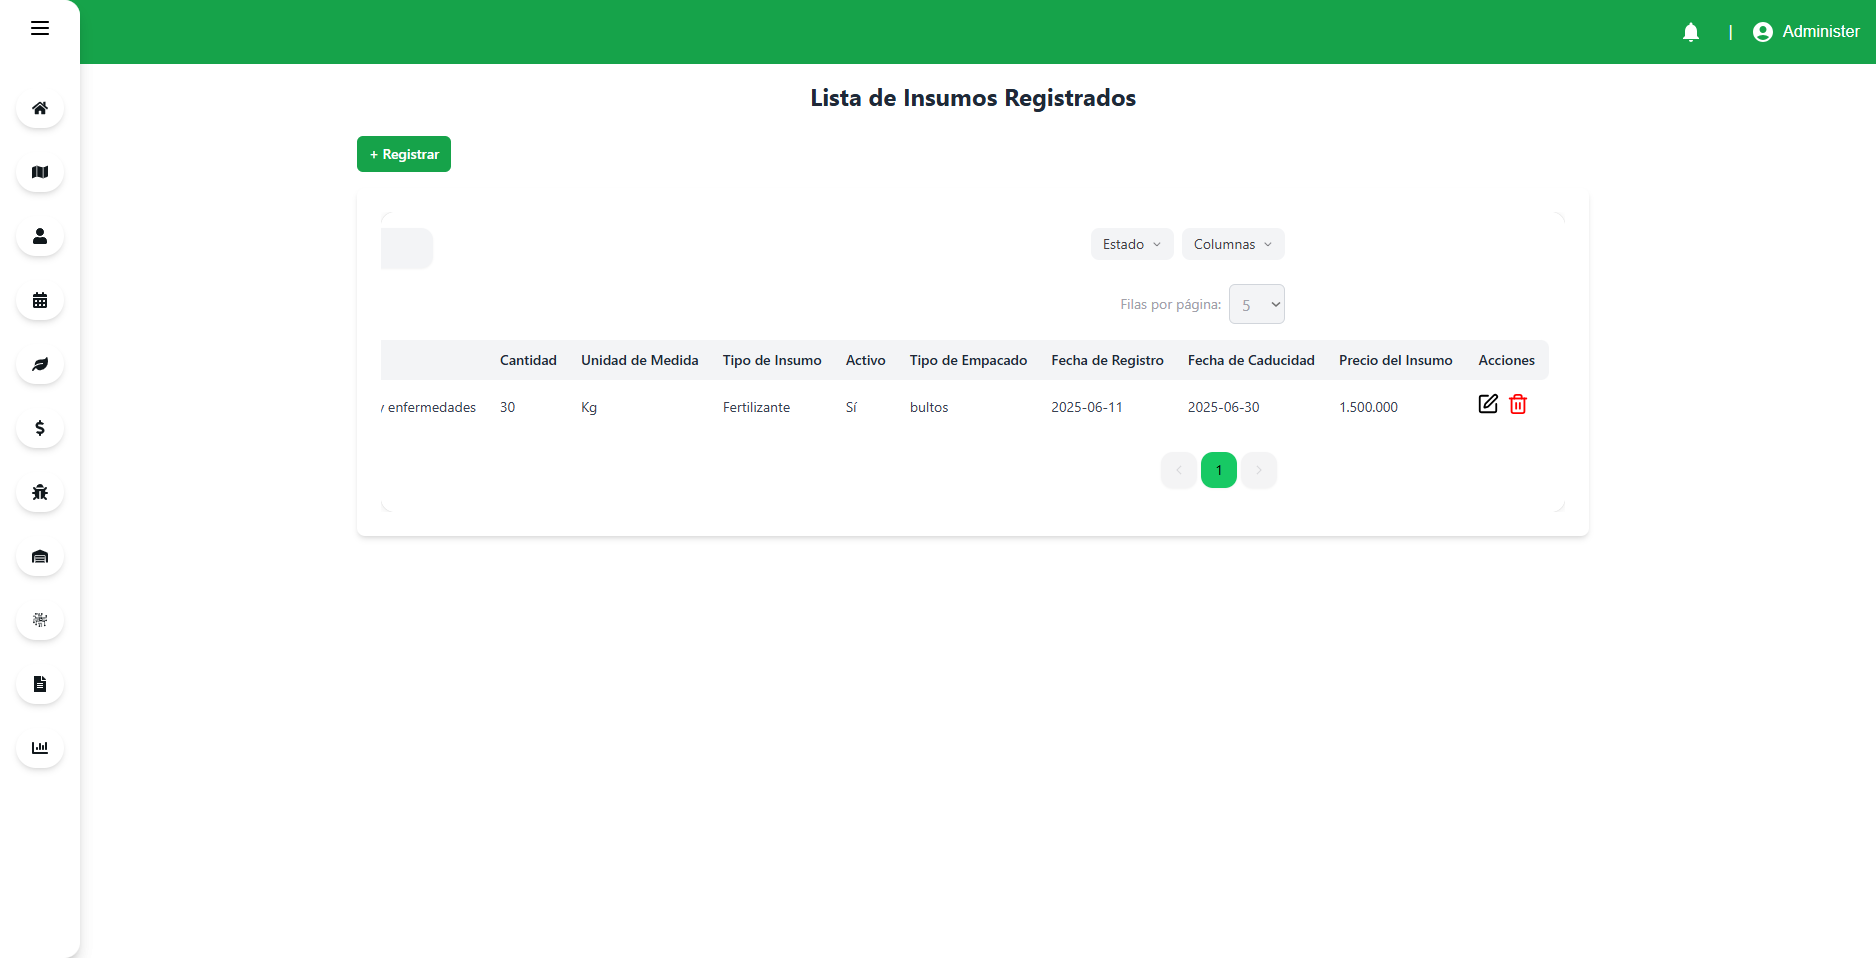 | Administer
Lista de Insumos Registrados
+ Registrar
Estado Columnas
Filas por página: 5
Cantidad Unidad de Medida Tipo de Insumo Activo Tipo de Empacado Fecha de Registro Fecha de Caducidad Precio del Insumo Acciones
y enfermedades 30 Kg Fertilizante Sí bultos 2025-06-11 2025-06-30 1.500.000
1